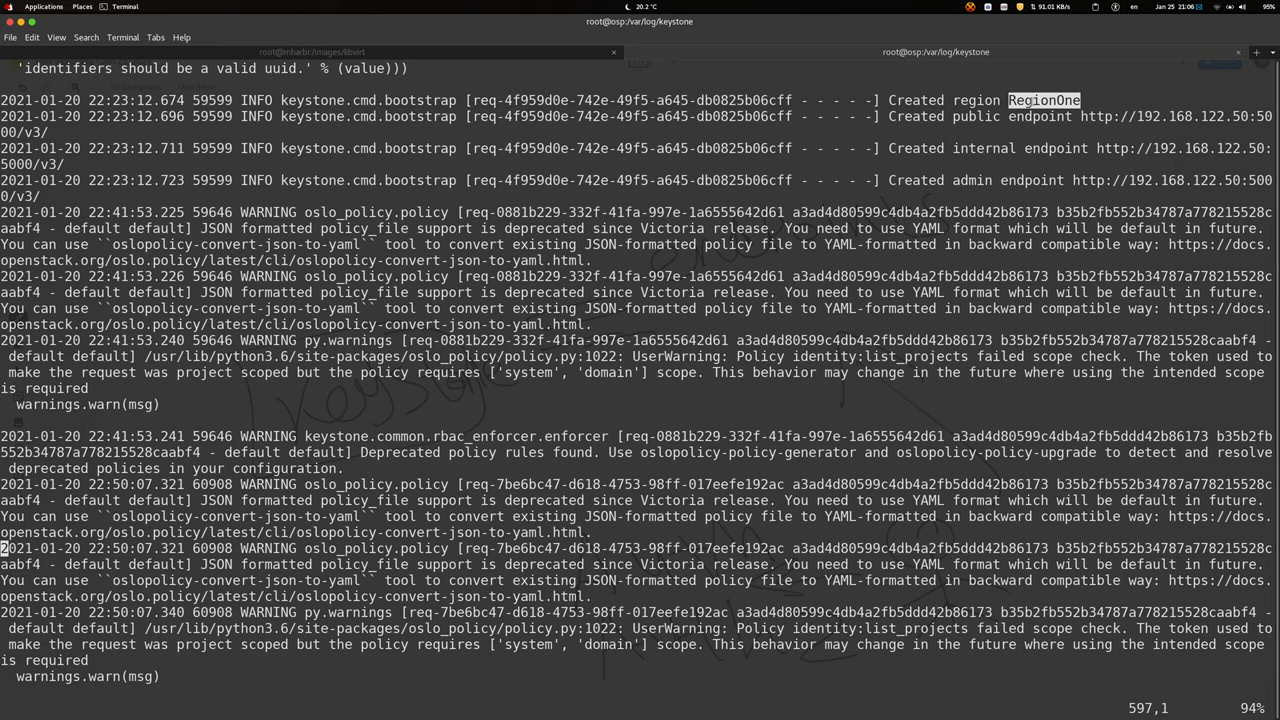 Applications Places Terminal 20.2 °C 91.01 KB/s en Jan 25 21:06 95%
root@osp:/var/log/keystone
File Edit View Search Terminal Tabs Help
root@mharbi:/images/libvirt × root@osp:/var/log/keystone ×
'identifiers should be a valid uuid.' % (value)))
2021-01-20 22:23:12.674 59599 INFO keystone.cmd.bootstrap [req-4f959d0e-742e-49f5-a645-db0825b06cff - - - - -] Created region RegionOne
2021-01-20 22:23:12.696 59599 INFO keystone.cmd.bootstrap [req-4f959d0e-742e-49f5-a645-db0825b06cff - - - - -] Created public endpoint http://192.168.122.50:50
00/v3/
2021-01-20 22:23:12.711 59599 INFO keystone.cmd.bootstrap [req-4f959d0e-742e-49f5-a645-db0825b06cff - - - - -] Created internal endpoint http://192.168.122.50:
5000/v3/
2021-01-20 22:23:12.723 59599 INFO keystone.cmd.bootstrap [req-4f959d0e-742e-49f5-a645-db0825b06cff - - - - -] Created admin endpoint http://192.168.122.50:500
0/v3/
2021-01-20 22:41:53.225 59646 WARNING oslo_policy.policy [req-0881b229-332f-41fa-997e-1a6555642d61 a3ad4d80599c4db4a2fb5ddd42b86173 b35b2fb552b34787a778215528c
aabf4 - default default] JSON formatted policy_file support is deprecated since Victoria release. You need to use YAML format which will be default in future.
You can use ``oslopolicy-convert-json-to-yaml`` tool to convert existing JSON-formatted policy file to YAML-formatted in backward compatible way: https://docs.
openstack.org/oslo.policy/latest/cli/oslopolicy-convert-json-to-yaml.html.
2021-01-20 22:41:53.226 59646 WARNING oslo_policy.policy [req-0881b229-332f-41fa-997e-1a6555642d61 a3ad4d80599c4db4a2fb5ddd42b86173 b35b2fb552b34787a778215528c
aabf4 - default default] JSON formatted policy_file support is deprecated since Victoria release. You need to use YAML format which will be default in future.
You can use ``oslopolicy-convert-json-to-yaml`` tool to convert existing JSON-formatted policy file to YAML-formatted in backward compatible way: https://docs.
openstack.org/oslo.policy/latest/cli/oslopolicy-convert-json-to-yaml.html.
2021-01-20 22:41:53.240 59646 WARNING py.warnings [req-0881b229-332f-41fa-997e-1a6555642d61 a3ad4d80599c4db4a2fb5ddd42b86173 b35b2fb552b34787a778215528caabf4 -
default default] /usr/lib/python3.6/site-packages/oslo_policy/policy.py:1022: UserWarning: Policy identity:list_projects failed scope check. The token used to
make the request was project scoped but the policy requires ['system', 'domain'] scope. This behavior may change in the future where using the intended scope
is required
warnings.warn(msg)
2021-01-20 22:41:53.241 59646 WARNING keystone.common.rbac_enforcer.enforcer [req-0881b229-332f-41fa-997e-1a6555642d61 a3ad4d80599c4db4a2fb5ddd42b86173 b35b2fb
552b34787a778215528caabf4 - default default] Deprecated policy rules found. Use oslopolicy-policy-generator and oslopolicy-policy-upgrade to detect and resolve
deprecated policies in your configuration.
2021-01-20 22:50:07.321 60908 WARNING oslo_policy.policy [req-7be6bc47-d618-4753-98ff-017eefe192ac a3ad4d80599c4db4a2fb5ddd42b86173 b35b2fb552b34787a778215528c
aabf4 - default default] JSON formatted policy_file support is deprecated since Victoria release. You need to use YAML format which will be default in future.
You can use ``oslopolicy-convert-json-to-yaml`` tool to convert existing JSON-formatted policy file to YAML-formatted in backward compatible way: https://docs.
openstack.org/oslo.policy/latest/cli/oslopolicy-convert-json-to-yaml.html.
2021-01-20 22:50:07.321 60908 WARNING oslo_policy.policy [req-7be6bc47-d618-4753-98ff-017eefe192ac a3ad4d80599c4db4a2fb5ddd42b86173 b35b2fb552b34787a778215528c
aabf4 - default default] JSON formatted policy_file support is deprecated since Victoria release. You need to use YAML format which will be default in future.
You can use ``oslopolicy-convert-json-to-yaml`` tool to convert existing JSON-formatted policy file to YAML-formatted in backward compatible way: https://docs.
openstack.org/oslo.policy/latest/cli/oslopolicy-convert-json-to-yaml.html.
2021-01-20 22:50:07.340 60908 WARNING py.warnings [req-7be6bc47-d618-4753-98ff-017eefe192ac a3ad4d80599c4db4a2fb5ddd42b86173 b35b2fb552b34787a778215528caabf4 -
default default] /usr/lib/python3.6/site-packages/oslo_policy/policy.py:1022: UserWarning: Policy identity:list_projects failed scope check. The token used to
make the request was project scoped but the policy requires ['system', 'domain'] scope. This behavior may change in the future where using the intended scope
is required
warnings.warn(msg)
597,1 94%